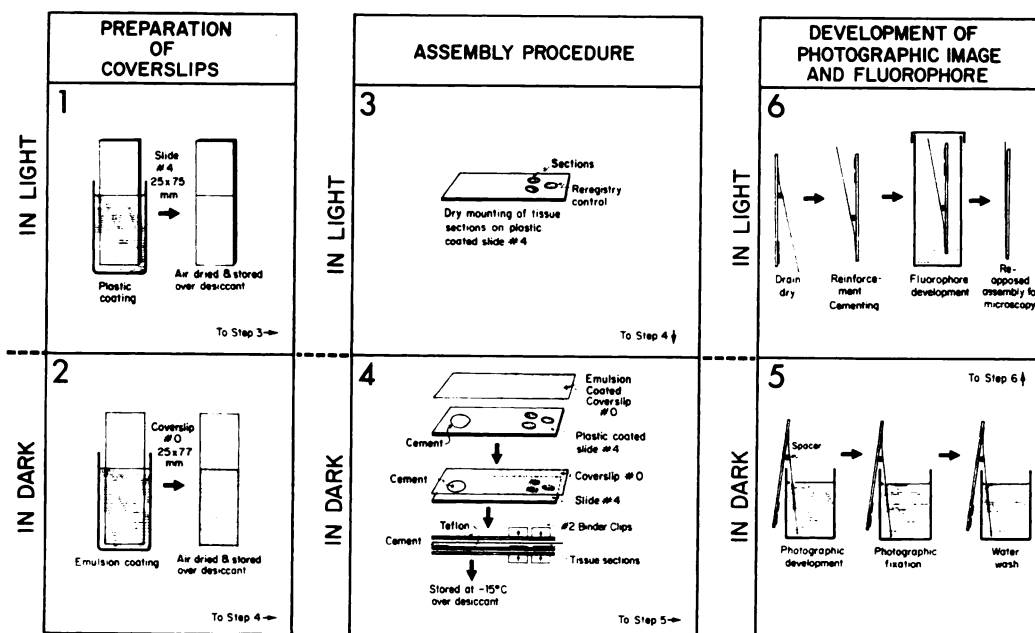 PREPARATION
OF
COVERSLIPS
IN LIGHT
1
Slide
#4
25x75
mm
Plastic
coating
Air dried & stored
over desiccant
To Step 3→
IN DARK
2
Coverslip
#0
25x77
mm
Emulsion coating
Air dried & stored
over desiccant
To Step 4→
ASSEMBLY PROCEDURE
IN LIGHT
3
Sections
Reregistry
control
Dry mounting of tissue
sections on plastic
coated slide #4
To Step 4↓
IN DARK
4
Emulsion
Coated
Coverslip
#0
Cement
Plastic coated
slide #4
Cement
Coverslip #0
Slide #4
Teflon
#2 Binder Clips
Cement
Tissue sections
Stored at -15°C
over desiccant
To Step 5→
DEVELOPMENT OF
PHOTOGRAPHIC IMAGE
AND FLUOROPHORE
IN LIGHT
6
Drain
dry
Reinforce-
ment
Cementing
Fluorophore
development
Re-
apposed
assembly for
microscopy
IN DARK
5
To Step 6↑
Spacer
Photographic
development
Photographic
fixation
Water
wash